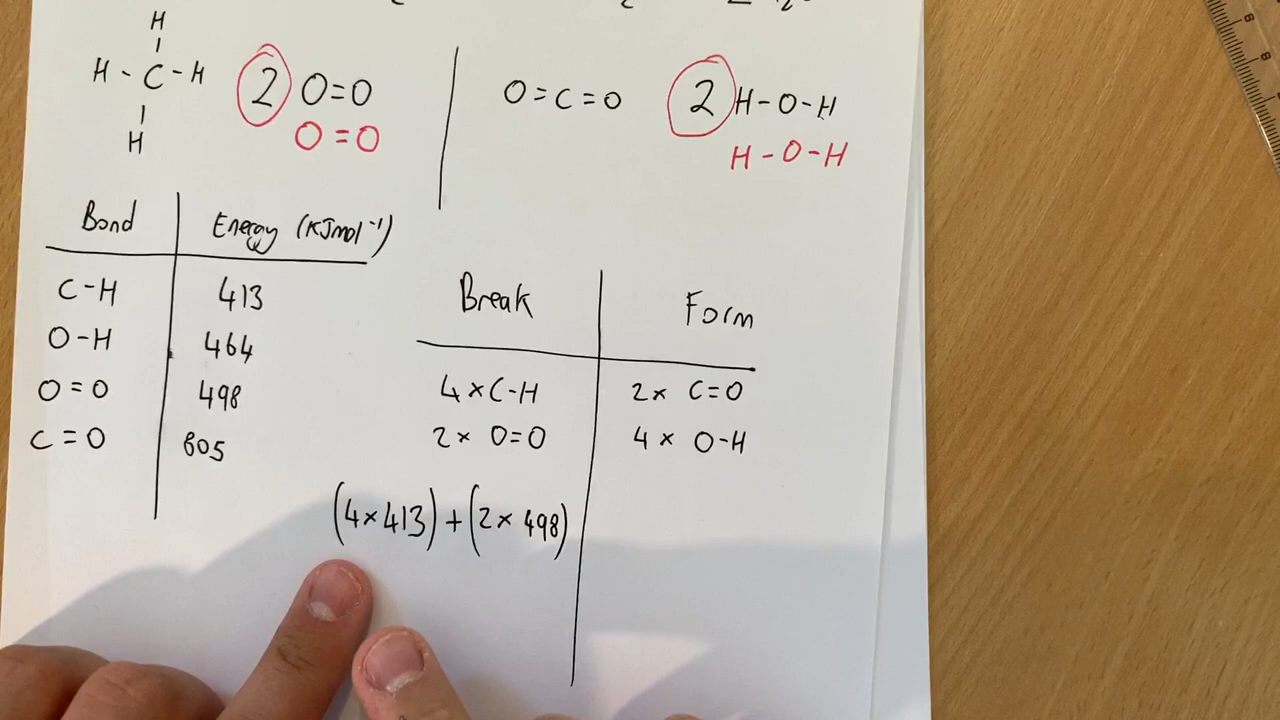 H
H - C - H
H
2 O=O
O=O
O=C=O
2 H-O-H
H-O-H
Bond Energy (KJmol⁻¹)
C-H 413
O-H 464
O=O 498
C=O 805
Break Form
4×C-H 2× C=O
2× O=O 4× O-H
(4×413)+(2×498)